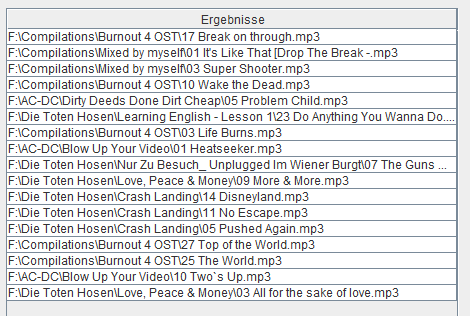 Ergebnisse
F:\Compilations\Burnout 4 OST\17 Break on through.mp3
F:\Compilations\Mixed by myself\01 It's Like That [Drop The Break -.mp3
F:\Compilations\Mixed by myself\03 Super Shooter.mp3
F:\Compilations\Burnout 4 OST\10 Wake the Dead.mp3
F:\AC-DC\Dirty Deeds Done Dirt Cheap\05 Problem Child.mp3
F:\Die Toten Hosen\Learning English - Lesson 1\23 Do Anything You Wanna Do....
F:\Compilations\Burnout 4 OST\03 Life Burns.mp3
F:\AC-DC\Blow Up Your Video\01 Heatseeker.mp3
F:\Die Toten Hosen\Nur Zu Besuch_ Unplugged Im Wiener Burgt\07 The Guns ...
F:\Die Toten Hosen\Love, Peace & Money\09 More & More.mp3
F:\Die Toten Hosen\Crash Landing\14 Disneyland.mp3
F:\Die Toten Hosen\Crash Landing\11 No Escape.mp3
F:\Die Toten Hosen\Crash Landing\05 Pushed Again.mp3
F:\Compilations\Burnout 4 OST\27 Top of the World.mp3
F:\Compilations\Burnout 4 OST\25 The World.mp3
F:\AC-DC\Blow Up Your Video\10 Two`s Up.mp3
F:\Die Toten Hosen\Love, Peace & Money\03 All for the sake of love.mp3